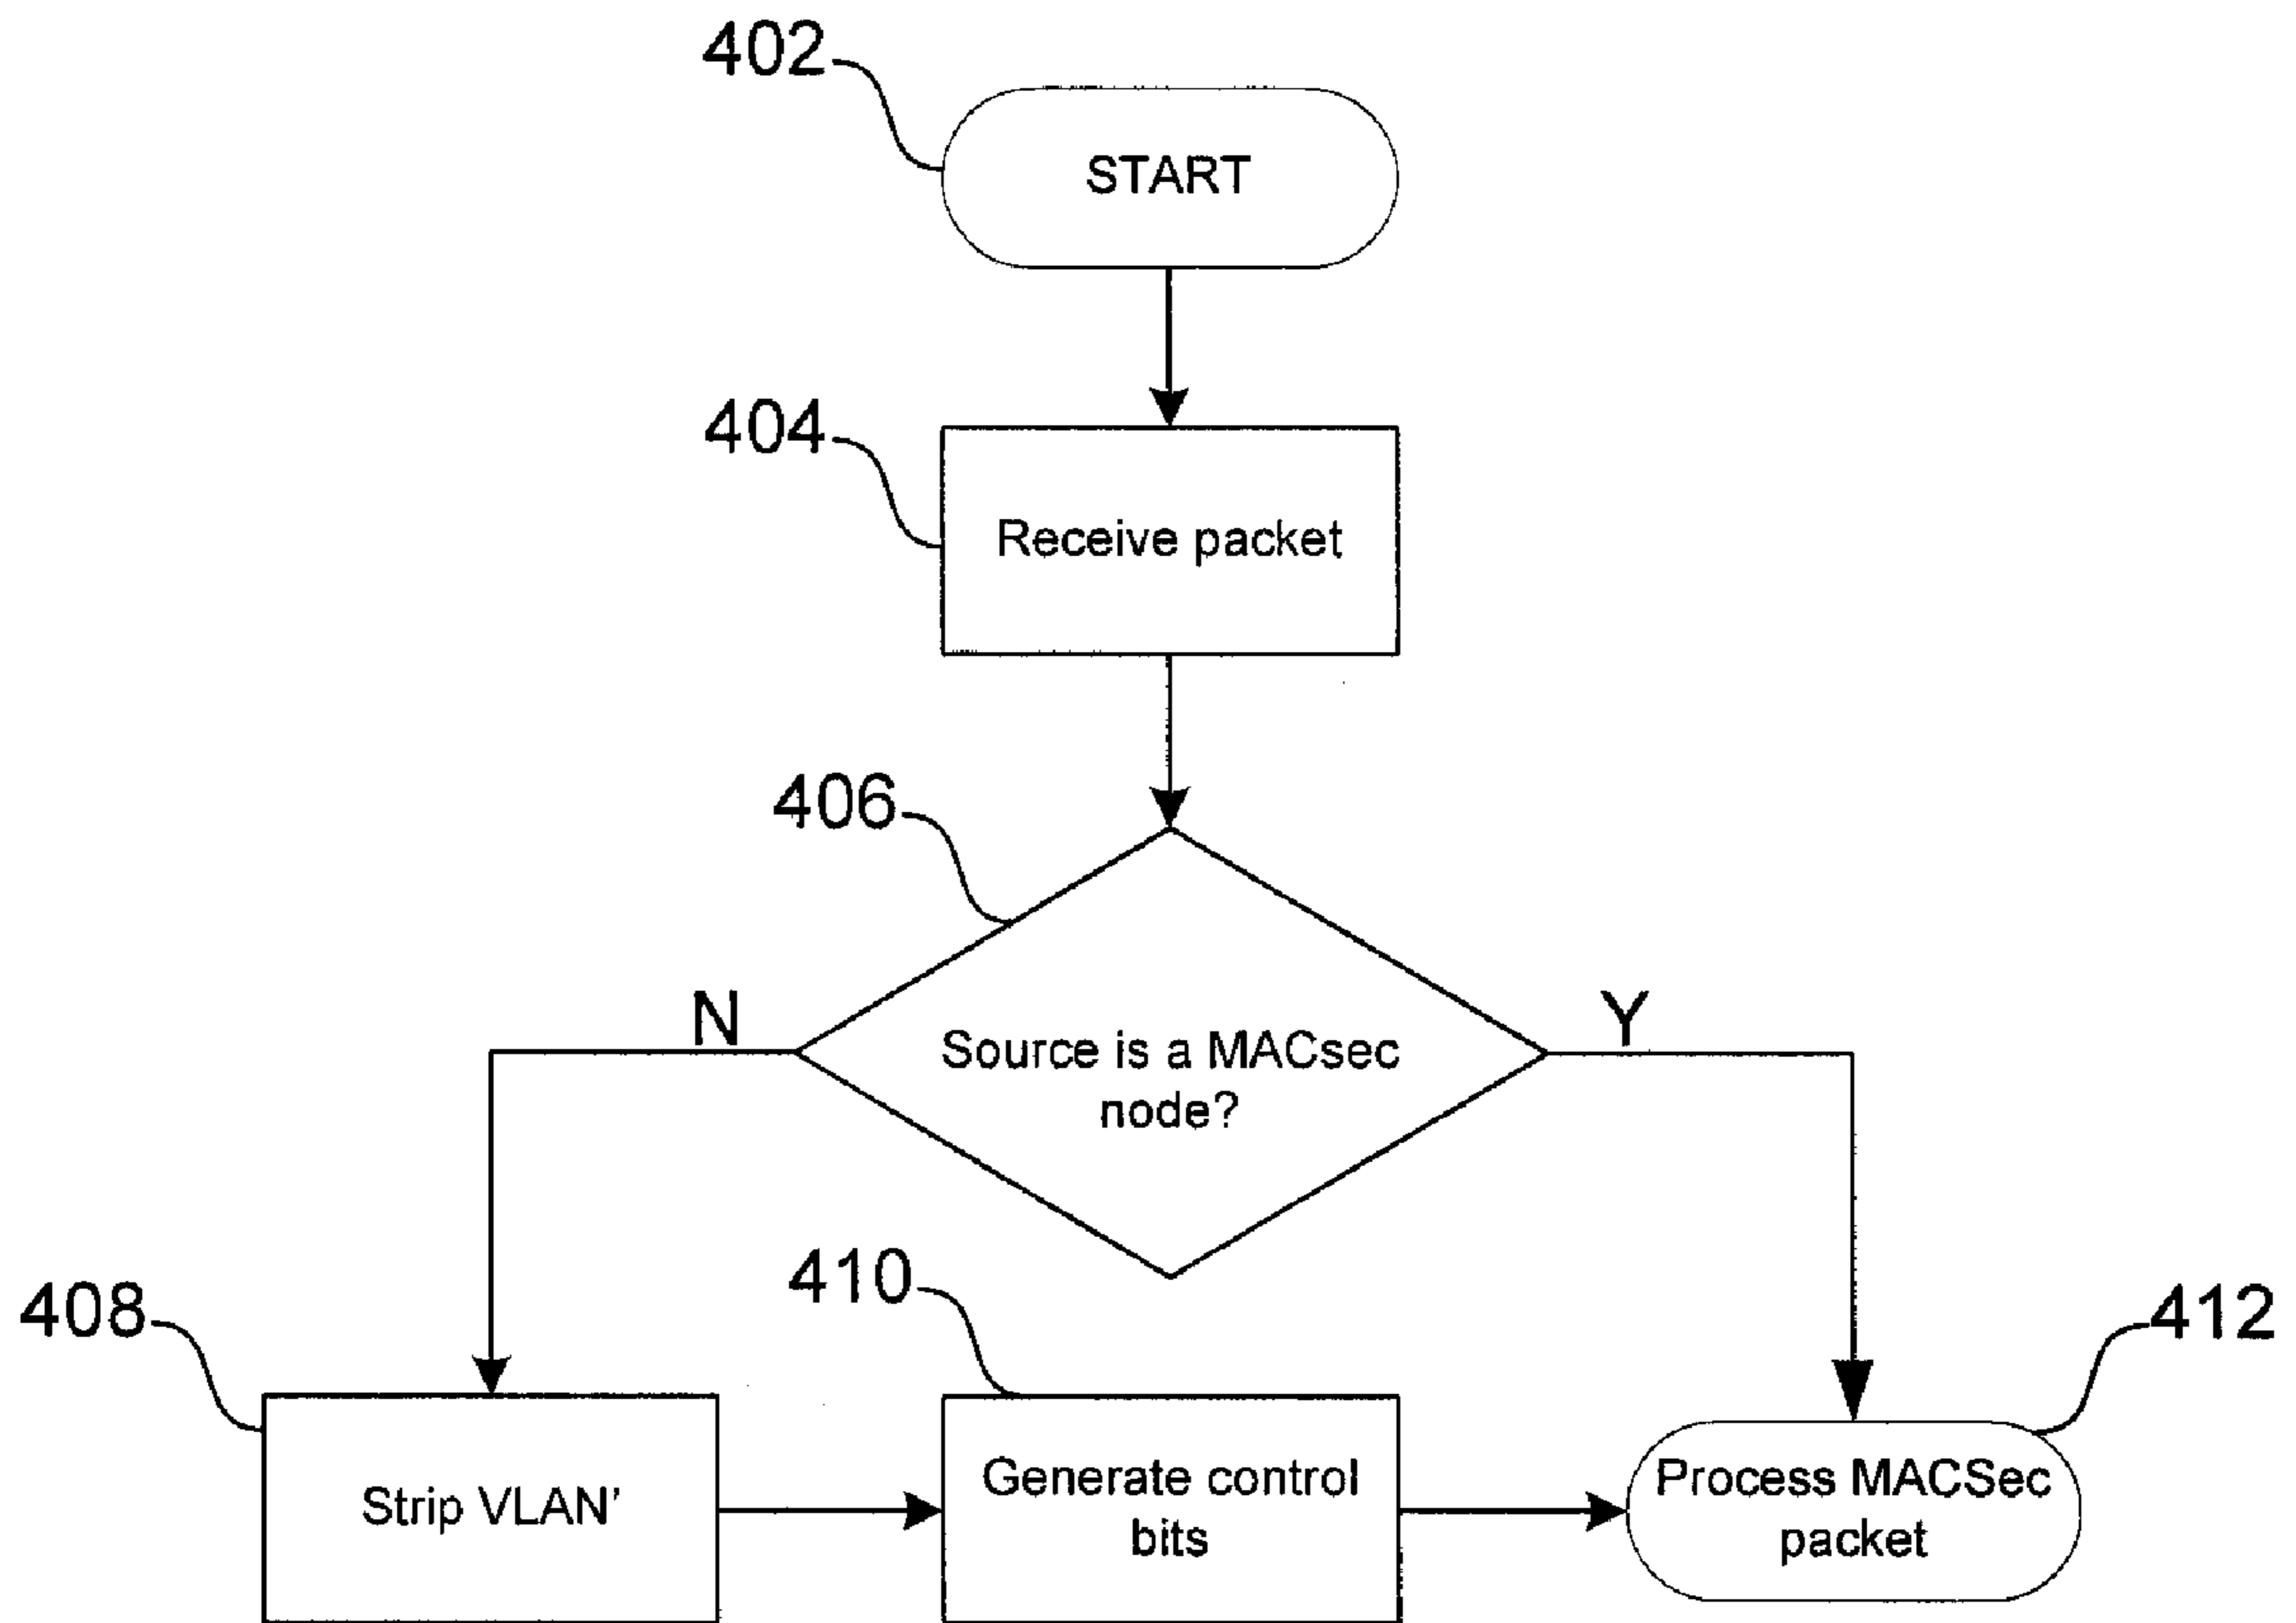 402
START
404
Receive packet
406
N
Y
Source is a MACsec
node?
408
410
412
Strip VLAN'
Generate control
bits
Process MACSec
packet